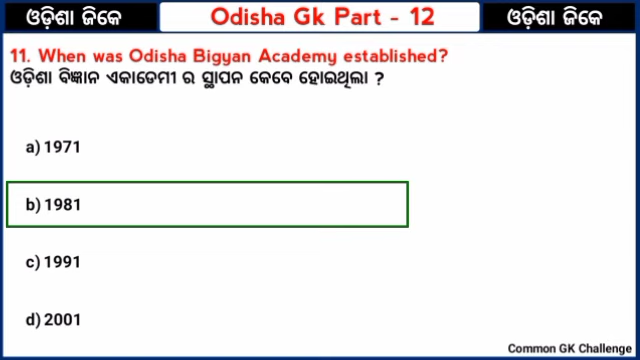 ଓଡ଼ିଶା ଜିକେ Odisha Gk Part - 12 ଓଡ଼ିଶା ଜିକେ
11. When was Odisha Bigyan Academy established?
ଓଡ଼ିଶା ବିଜ୍ଞାନ ଏକାଡେମୀ ର ସ୍ଥାପନ କେବେ ହୋଇଥିଲା ?
a) 1971
b) 1981
c) 1991
d) 2001
Common GK Challenge